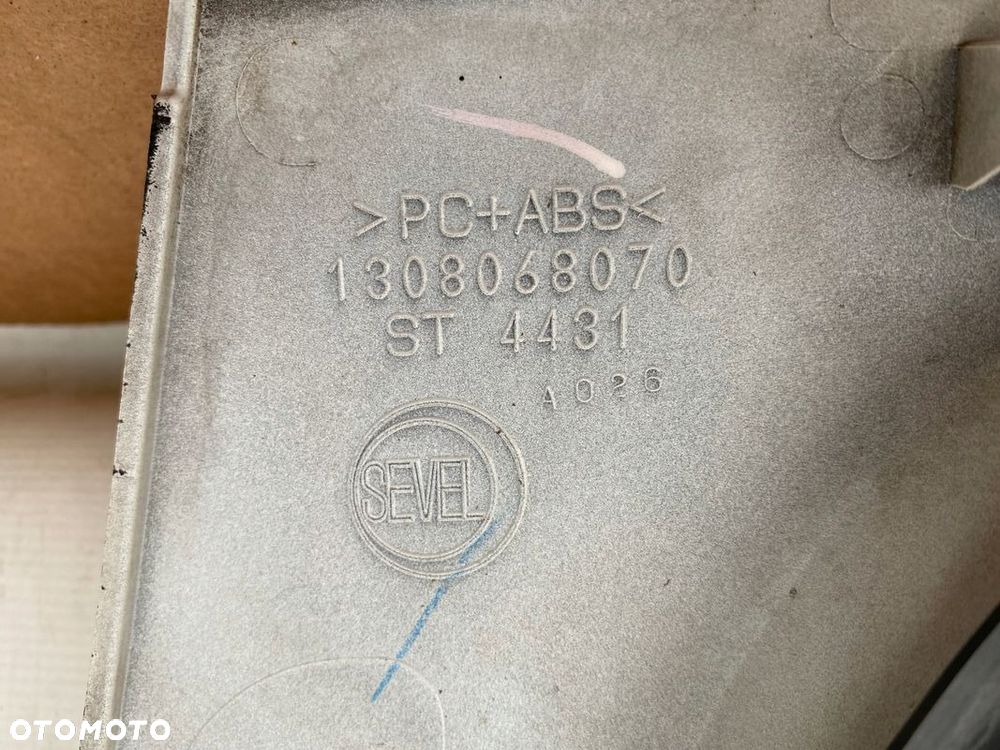 >PC+ABS<
1308068070
ST 4431
A026
SEVEL
OTOMOTO